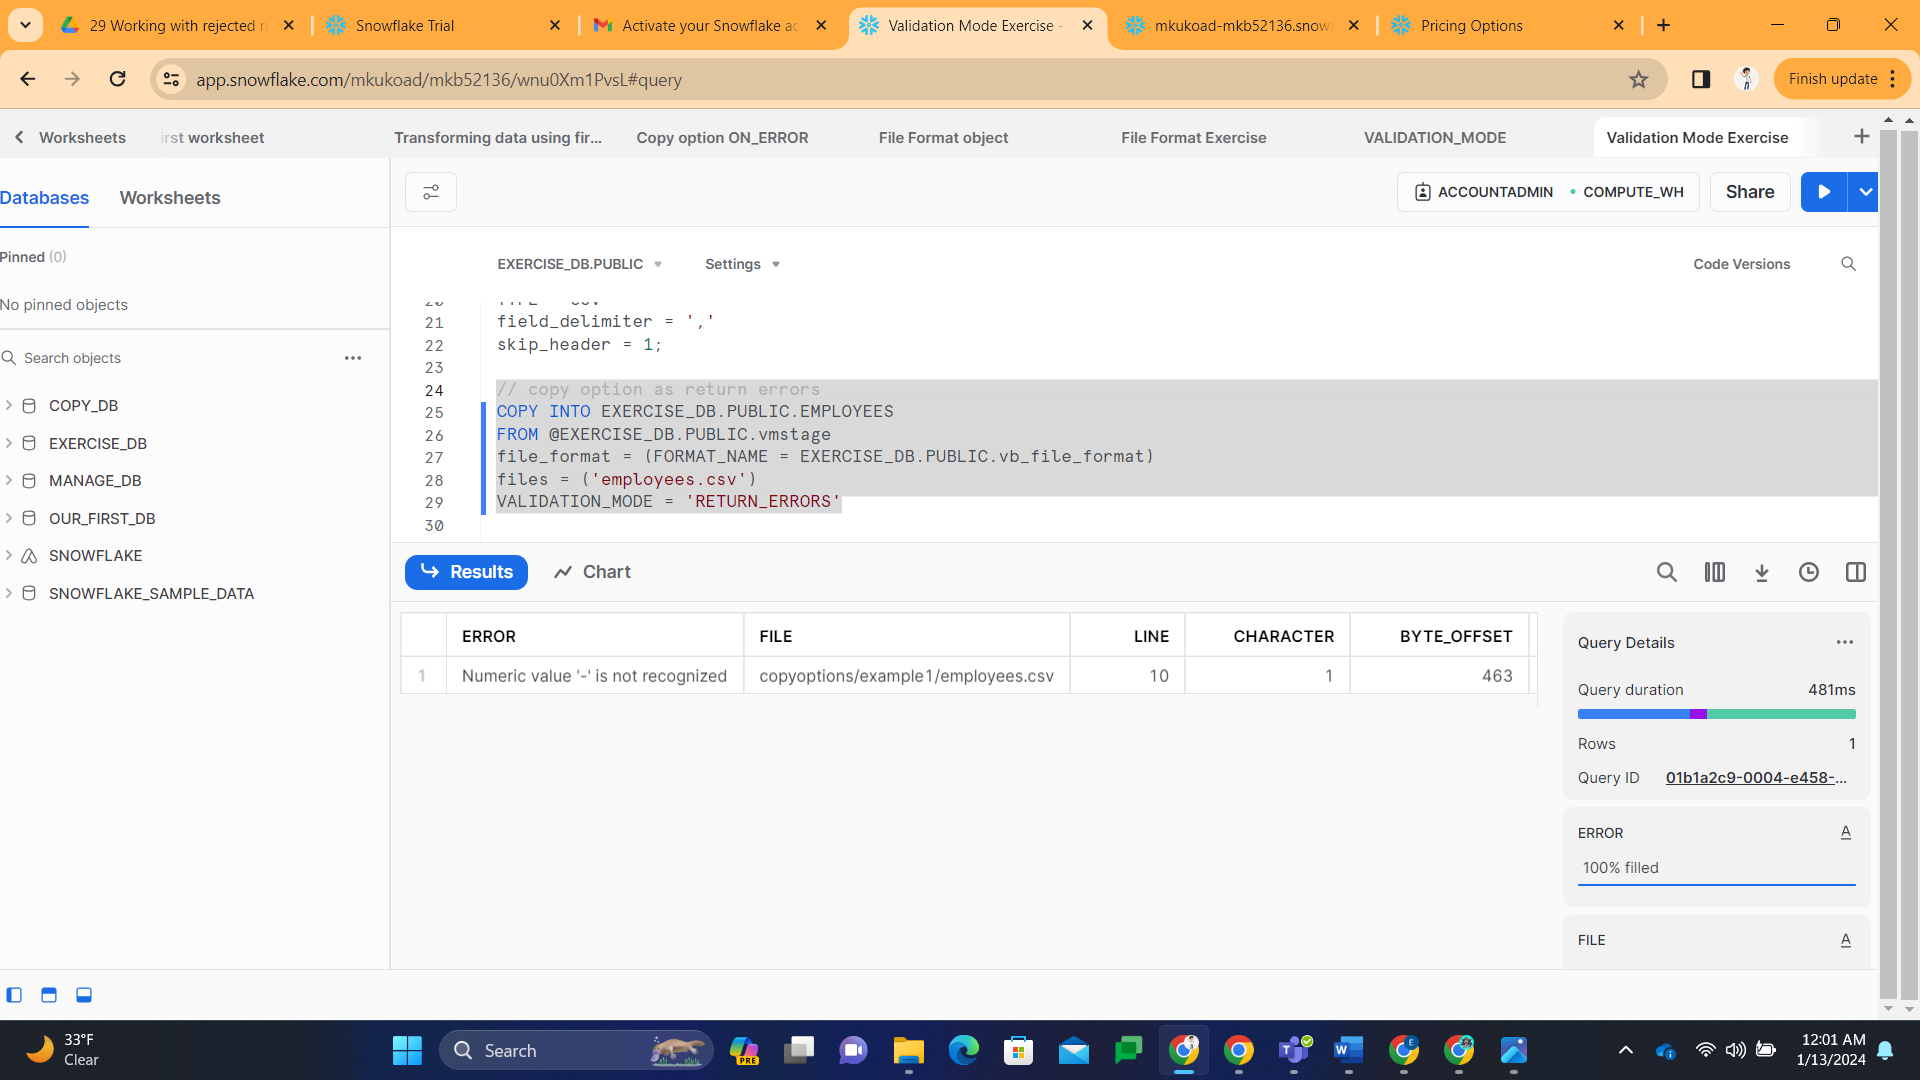 29 Working with rejected r
Snowflake Trial
Activate your Snowflake ac
Validation Mode Exercise -
mkukoad-mkb52136.snow
Pricing Options
app.snowflake.com/mkukoad/mkb52136/wnu0Xm1PvsL#query
Finish update
Worksheets
irst worksheet
Transforming data using fir...
Copy option ON_ERROR
File Format object
File Format Exercise
VALIDATION_MODE
Validation Mode Exercise
Databases
Worksheets
ACCOUNTADMIN
COMPUTE_WH
Share
Pinned (0)
EXERCISE_DB.PUBLIC
Settings
Code Versions
No pinned objects
21 field_delimiter = ','
22 skip_header = 1;
23
24 // copy option as return errors
25 COPY INTO EXERCISE_DB.PUBLIC.EMPLOYEES
26 FROM @EXERCISE_DB.PUBLIC.vmstage
27 file_format = (FORMAT_NAME = EXERCISE_DB.PUBLIC.vb_file_format)
28 files = ('employees.csv')
29 VALIDATION_MODE = 'RETURN_ERRORS'
30
Search objects
COPY_DB
EXERCISE_DB
MANAGE_DB
OUR_FIRST_DB
SNOWFLAKE
SNOWFLAKE_SAMPLE_DATA
Results
Chart
ERROR FILE LINE CHARACTER BYTE_OFFSET
1 Numeric value '-' is not recognized copyoptions/example1/employees.csv 10 1 463
Query Details
Query duration 481ms
Rows 1
Query ID 01b1a2c9-0004-e458-...
ERROR A
100% filled
FILE A
33°F
Clear
Search
PRE
12:01 AM
1/13/2024